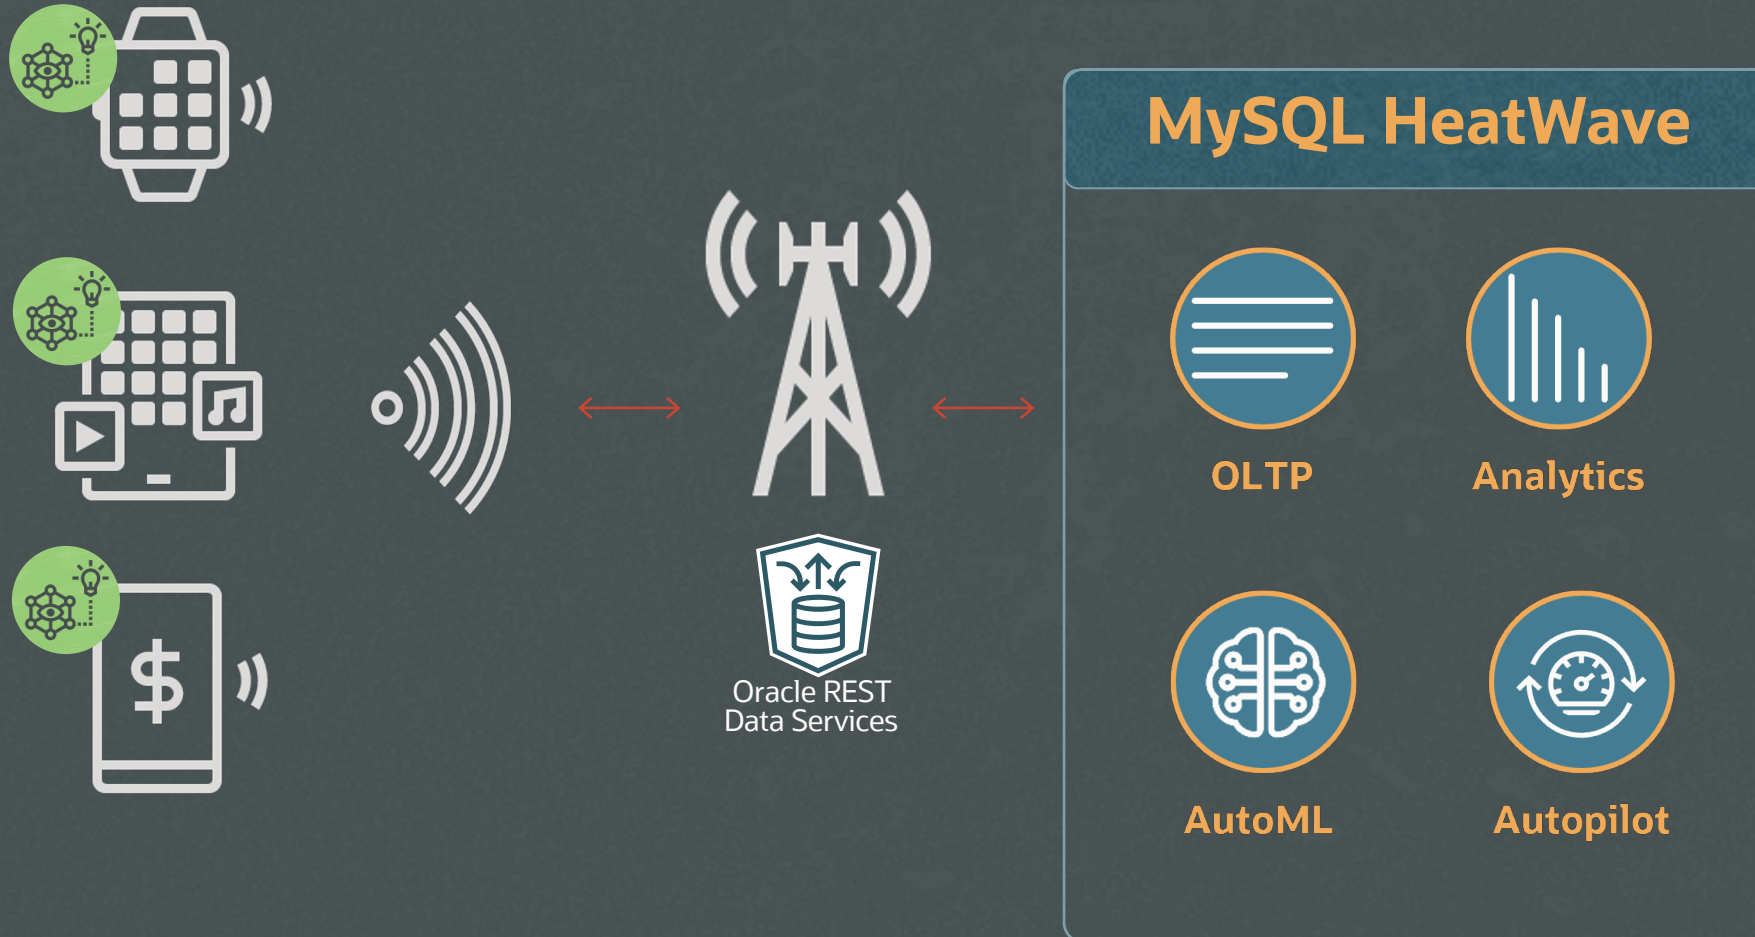 MySQL HeatWave
OLTP
Analytics
Oracle REST
Data Services
AutoML
Autopilot